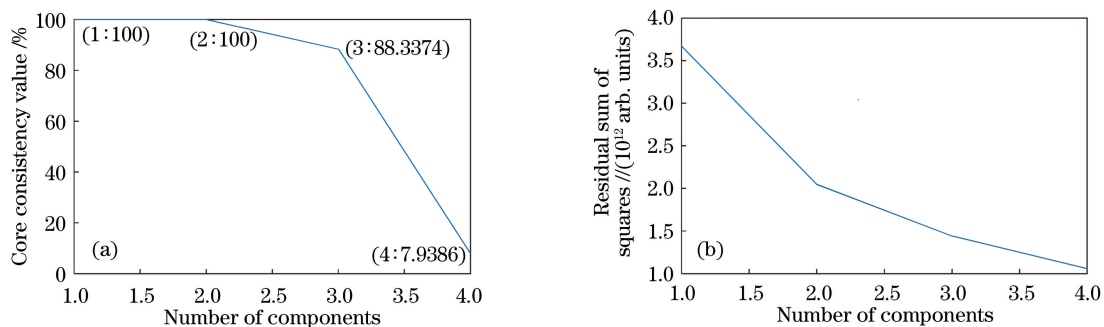 Core consistency value /%
100
80
60
40
20
0
(1:100)
(2:100)
(3:88.3374)
(4:7.9386)
(a)
1.0 1.5 2.0 2.5 3.0 3.5 4.0
Number of components
Residual sum of
squares //(10¹² arb. units)
4.0
3.5
3.0
2.5
2.0
1.5
1.0
(b)
1.0 1.5 2.0 2.5 3.0 3.5 4.0
Number of components